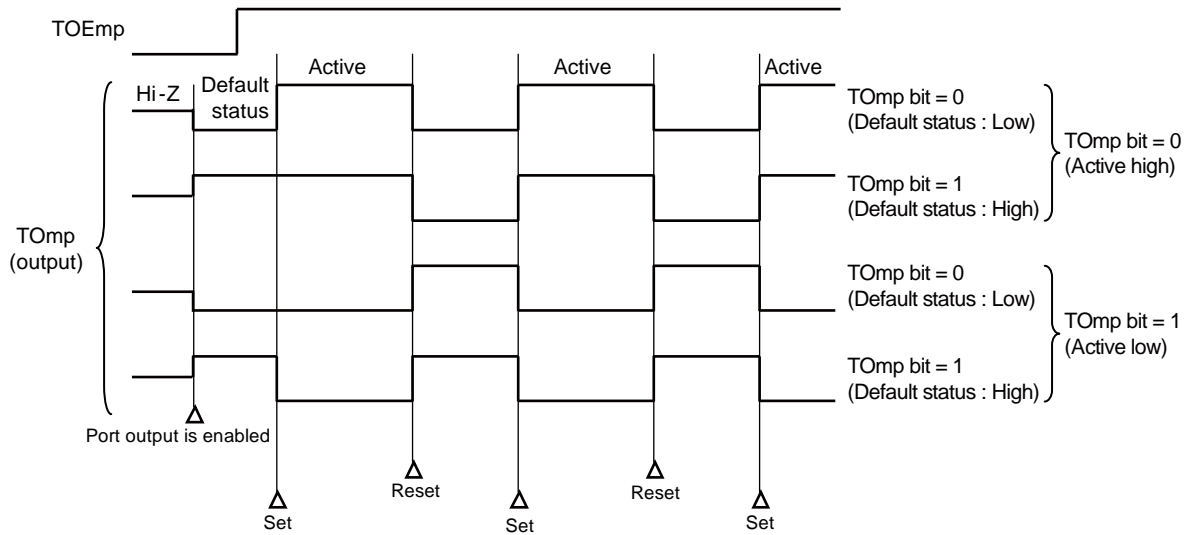 TOEmp
Active
Active
Active
Hi-Z
Default
status
TOmp bit = 0
(Default status : Low)
TOmp bit = 0
(Active high)
TOmp bit = 1
(Default status : High)
TOmp
(output)
TOmp bit = 0
(Default status : Low)
TOmp bit = 1
(Active low)
TOmp bit = 1
(Default status : High)
Port output is enabled
Reset
Reset
Set
Set
Set